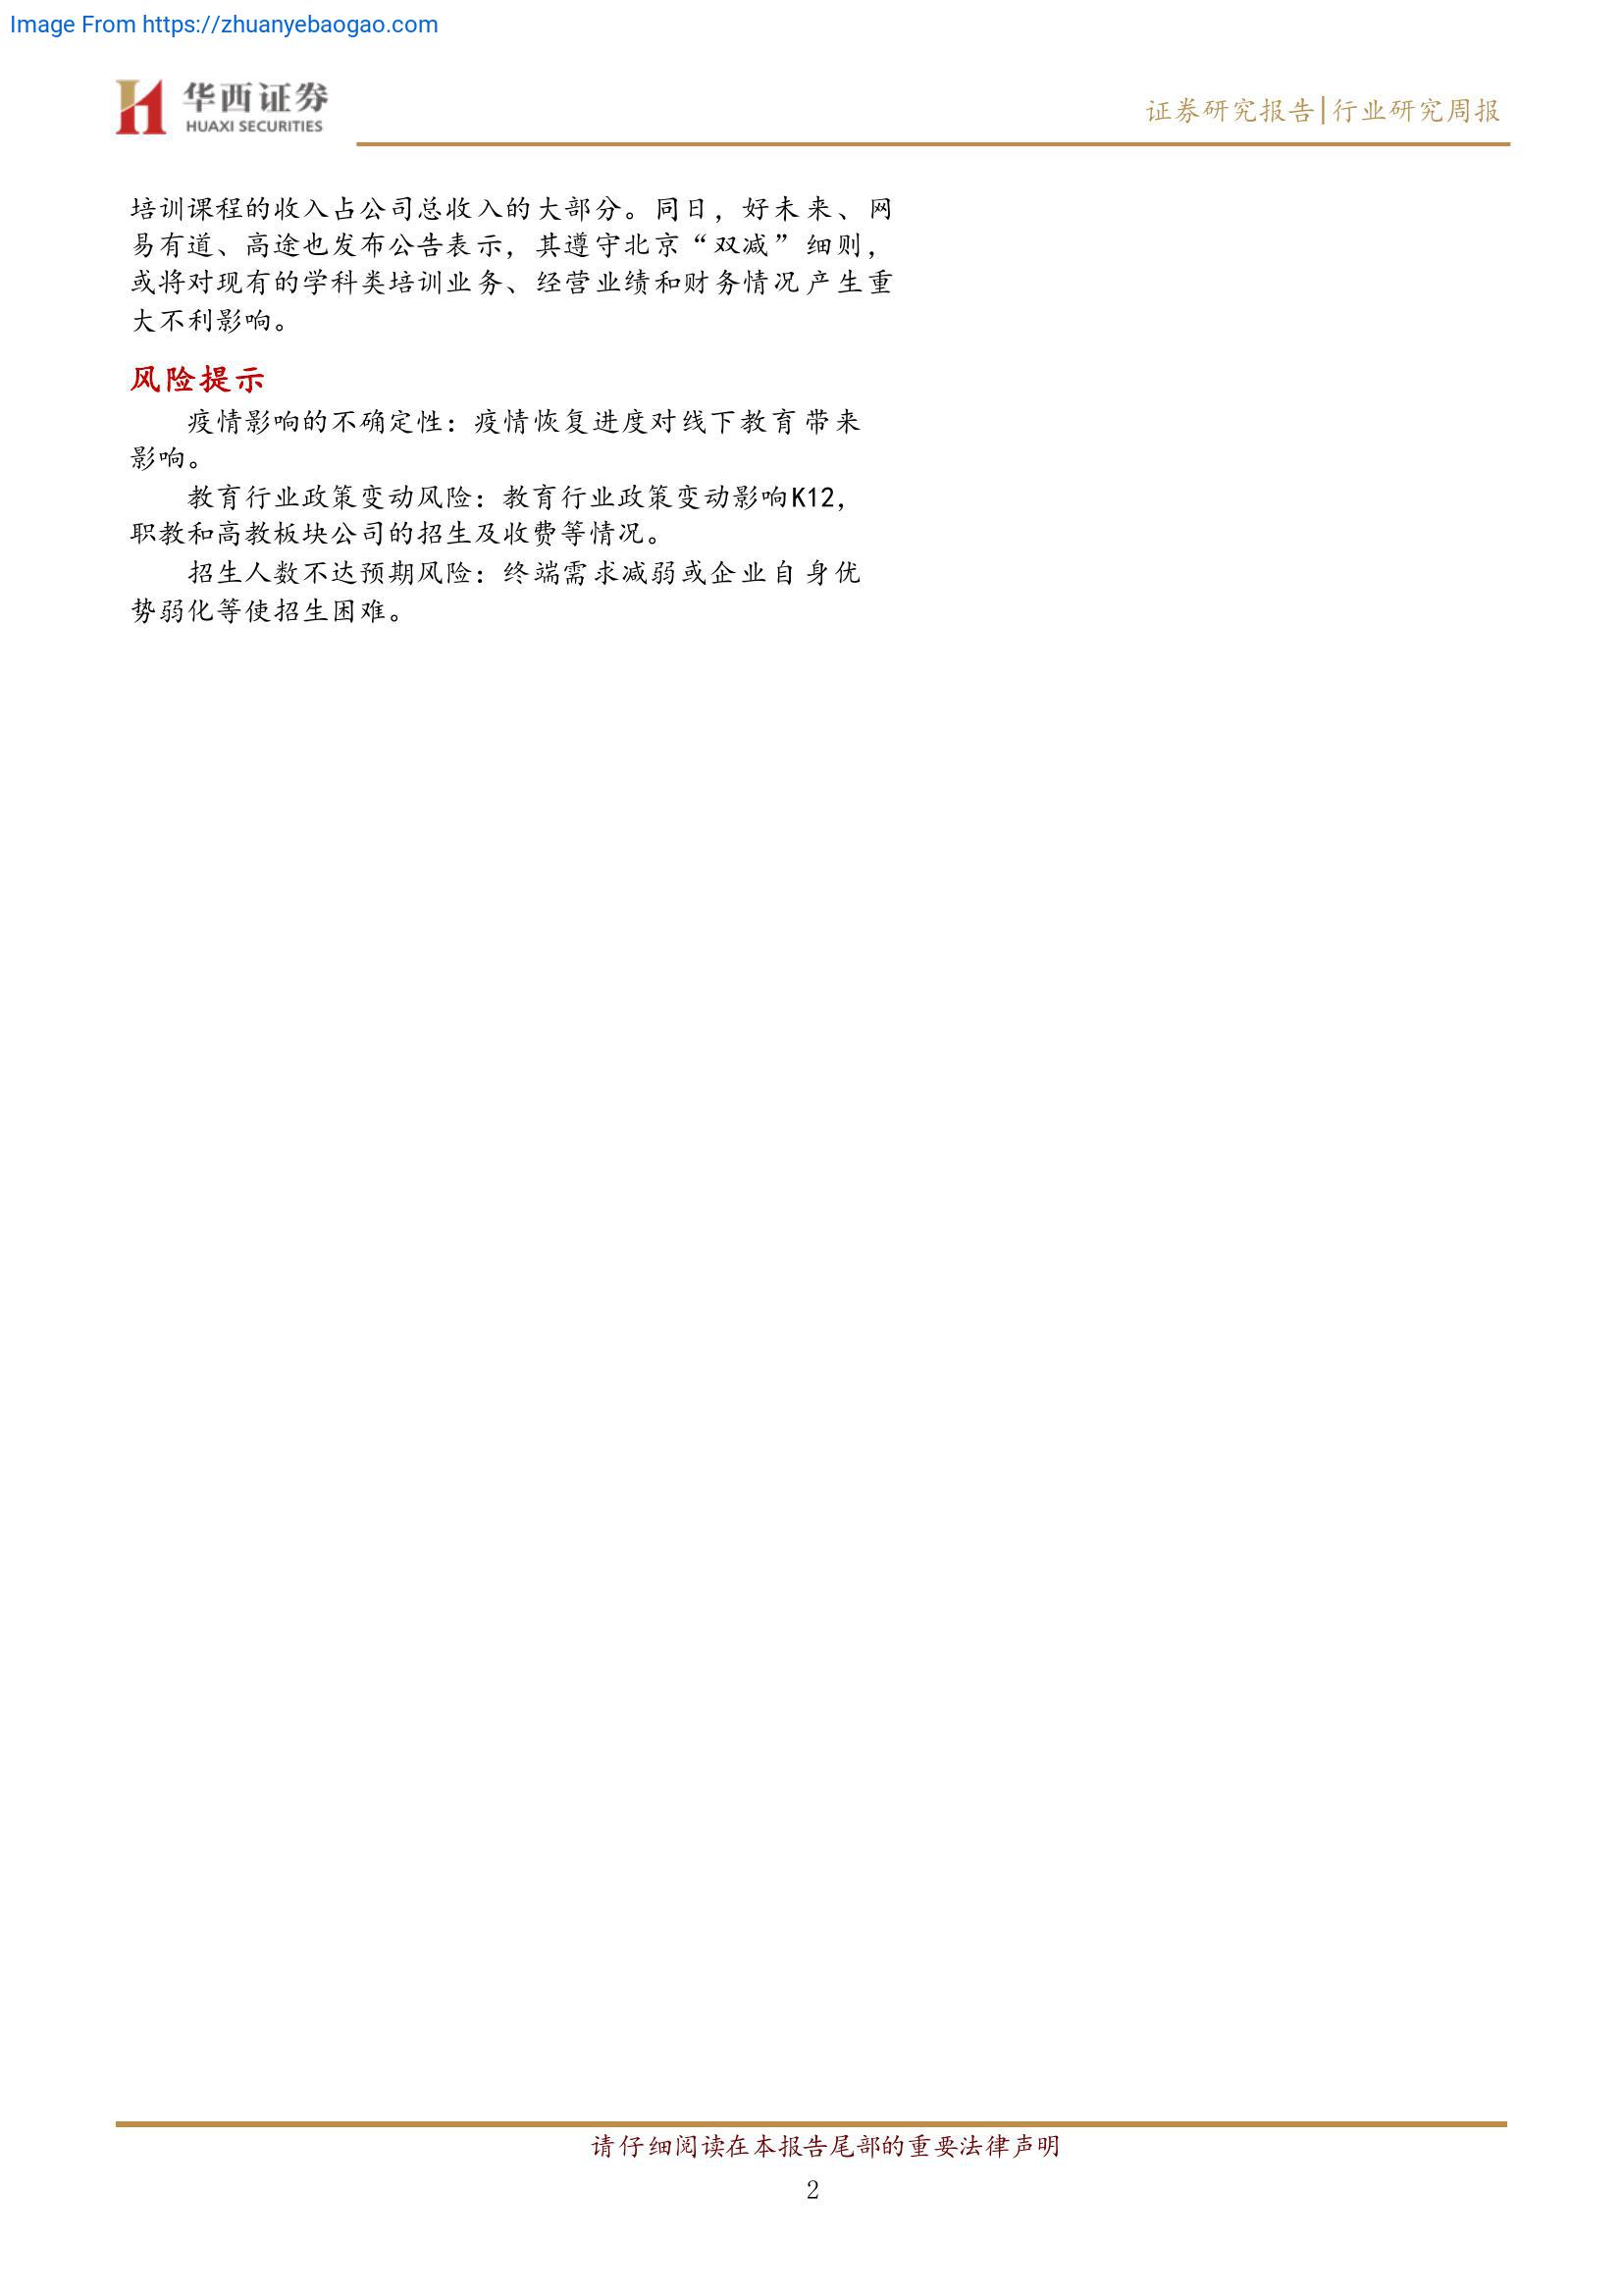 Image From https://zhuanyebaogao.com
华西证券
HUAXI SECURITIES
证券研究报告|行业研究周报
培训课程的收入占公司总收入的大部分。同日，好未来、网
易有道、高途也发布公告表示，其遵守北京“双减”细则，
或将对现有的学科类培训业务、经营业绩和财务情况产生重
大不利影响。
风险提示
疫情影响的不确定性：疫情恢复进度对线下教育带来
影响。
教育行业政策变动风险：教育行业政策变动影响K12，
职教和高教板块公司的招生及收费等情况。
招生人数不达预期风险：终端需求减弱或企业自身优
势弱化等使招生困难。
请仔细阅读在本报告尾部的重要法律声明
2